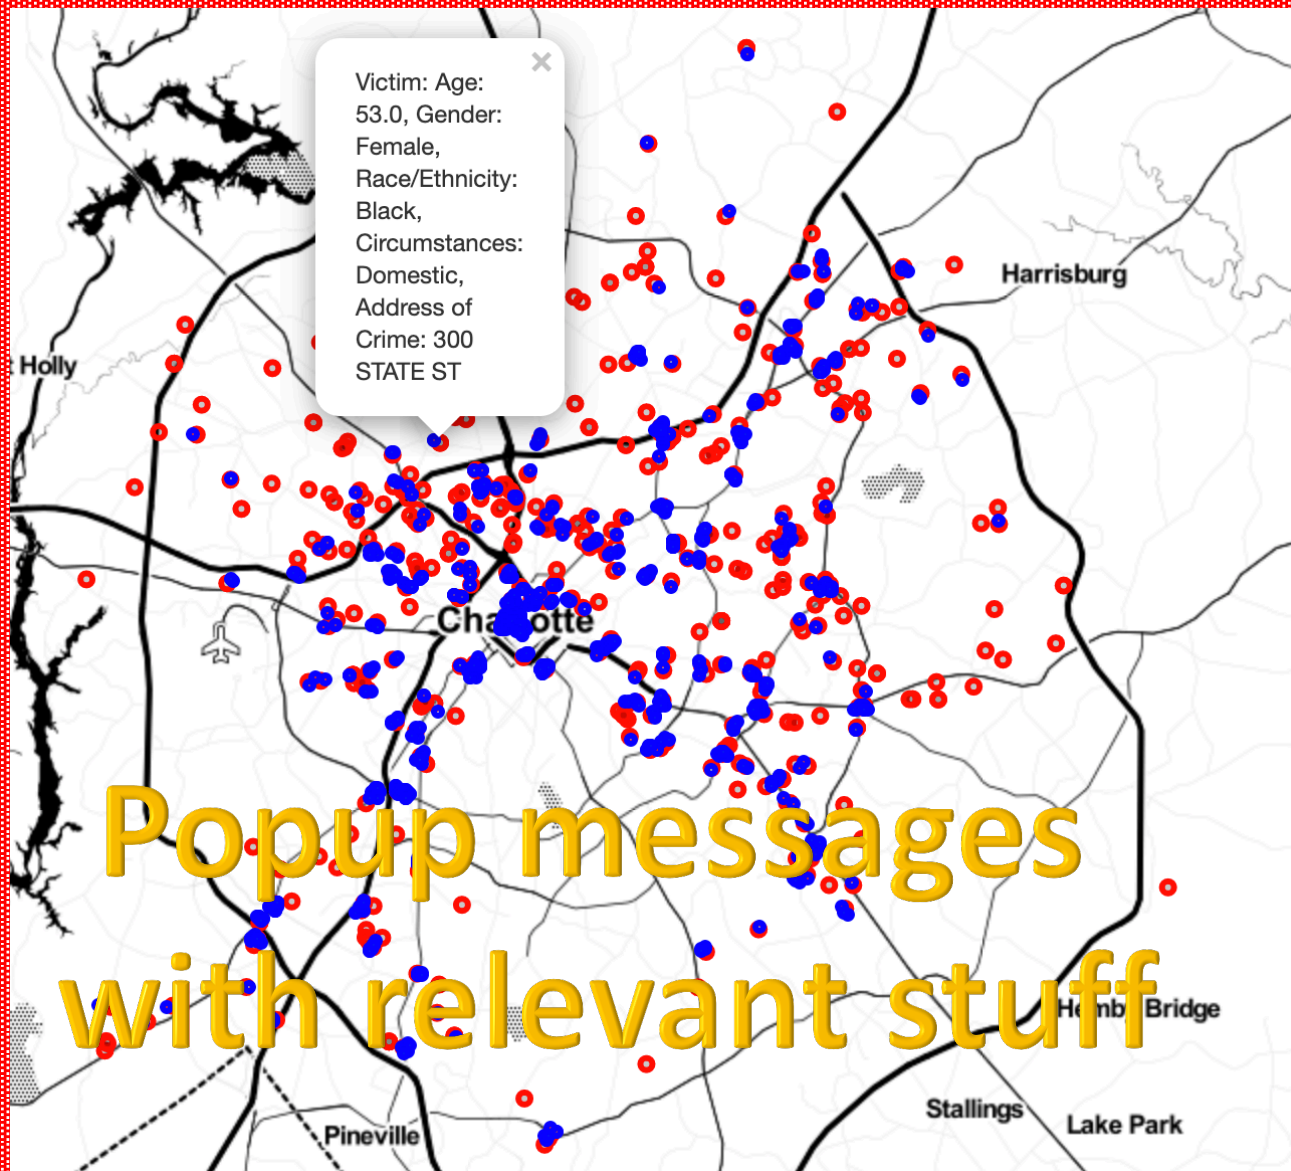 ×
Victim: Age:
53.0, Gender:
Female,
Race/Ethnicity:
Black,
Circumstances:
Domestic,
Address of
Crime: 300
STATE ST
Harrisburg
t Holly
Charlotte
Popup messages
with relevant stuff
Hemby Bridge
Stallings
Lake Park
Pineville